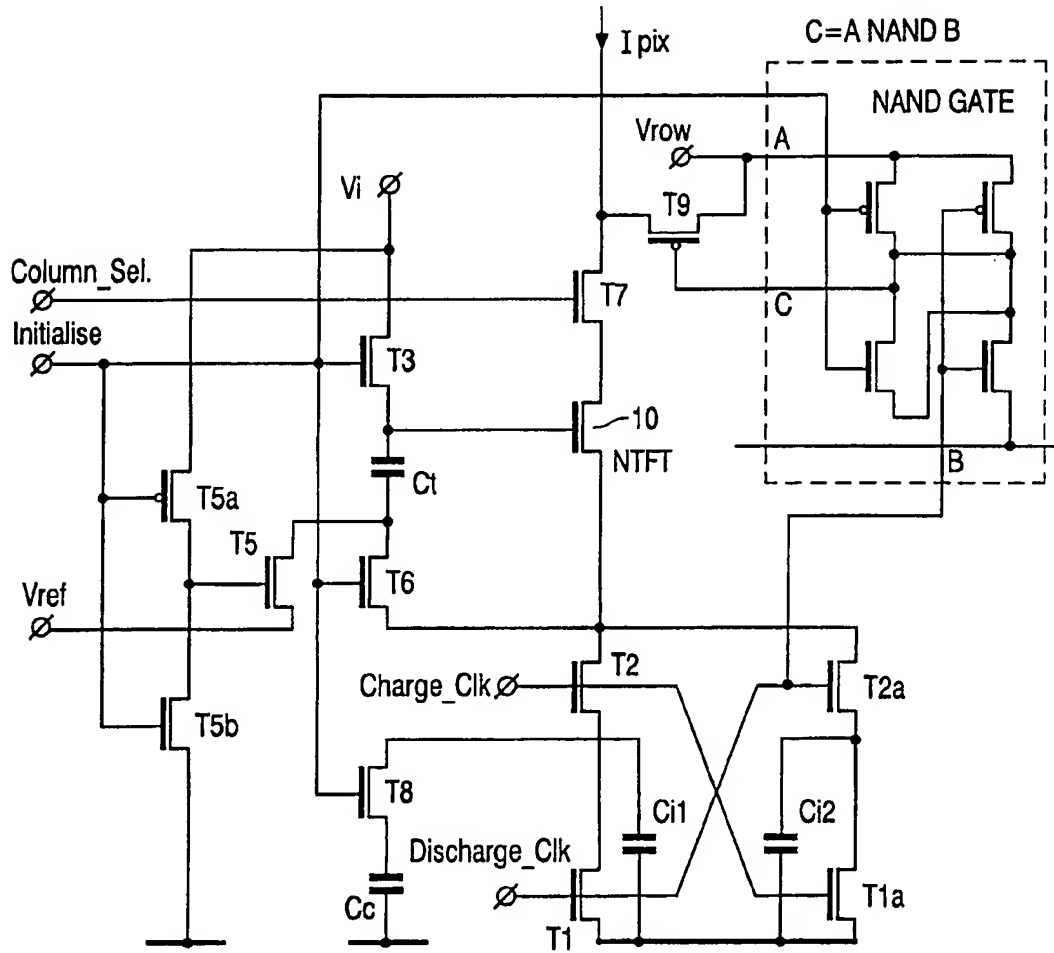 I pix
C=A NAND B
NAND GATE
Vrow
A
Vi
T9
Column_Sel.
T7
C
Initialise
T3
10
NTFT
Ct
B
T5a
T5
T6
Vref
T2
Charge_Clk
T2a
T5b
T8
Ci1
Ci2
Discharge_Clk
Cc
T1
T1a